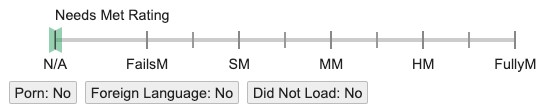 Needs Met Rating
N/A FailsM SM MM HM FullyM
Porn: No Foreign Language: No Did Not Load: No